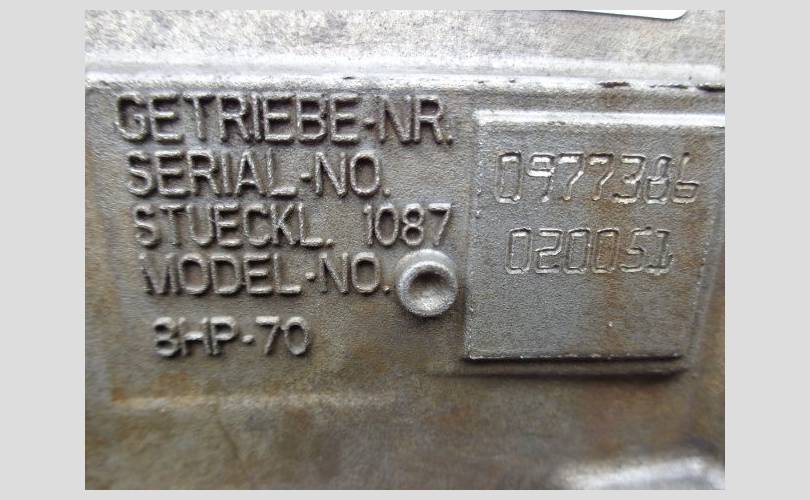 GETRIEBE-NR.
SERIAL-NO. 0977386
STUECKL. 1087
MODEL-NO. 020051
8HP-70